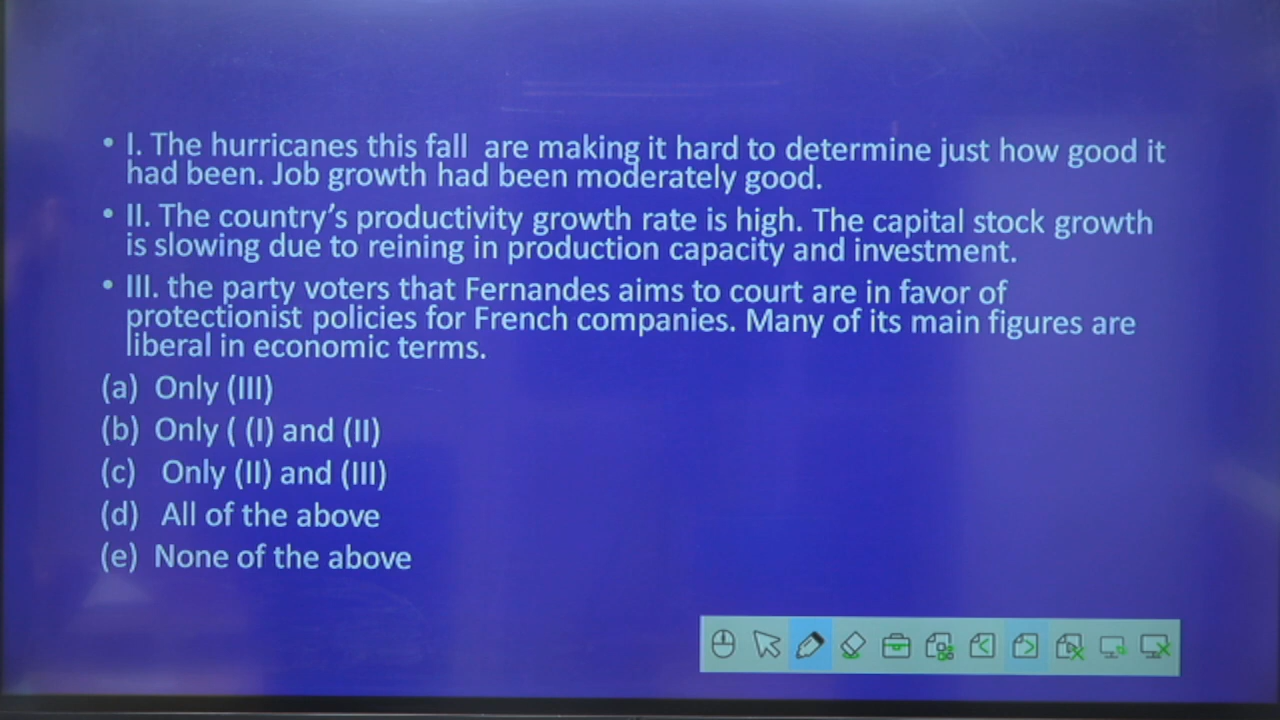 • I. The hurricanes this fall are making it hard to determine just how good it
had been. Job growth had been moderately good.
• II. The country's productivity growth rate is high. The capital stock growth
is slowing due to reining in production capacity and investment.
• III. the party voters that Fernandes aims to court are in favor of
protectionist policies for French companies. Many of its main figures are
liberal in economic terms.
(a) Only (III)
(b) Only ( (I) and (II)
(c) Only (II) and (III)
(d) All of the above
(e) None of the above